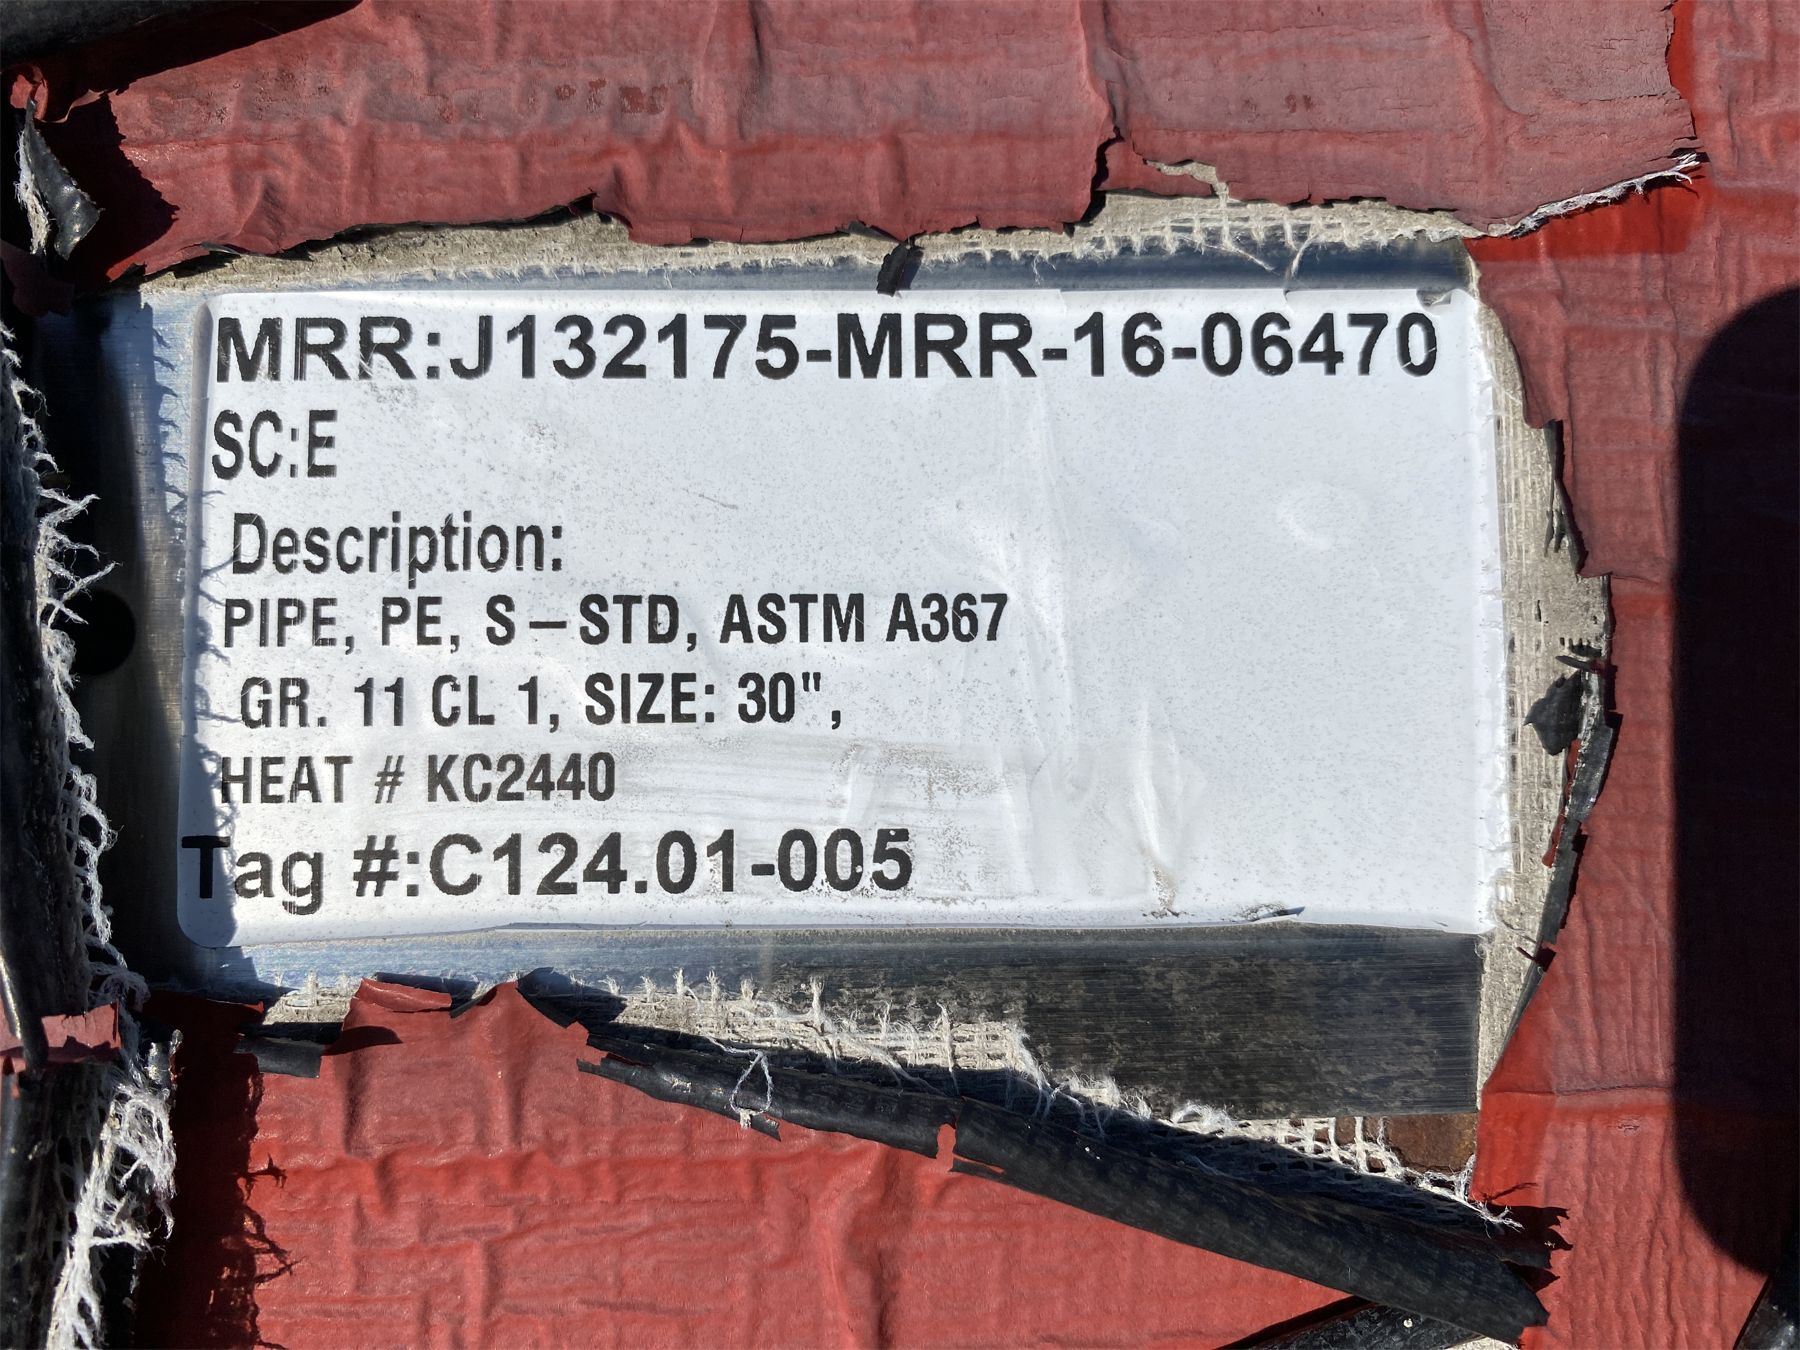 MRR:J132175-MRR-16-06470
SC:E
Description:
PIPE, PE, S-STD, ASTM A367
GR. 11 CL 1, SIZE: 30",
HEAT # KC2440
Tag #:C124.01-005